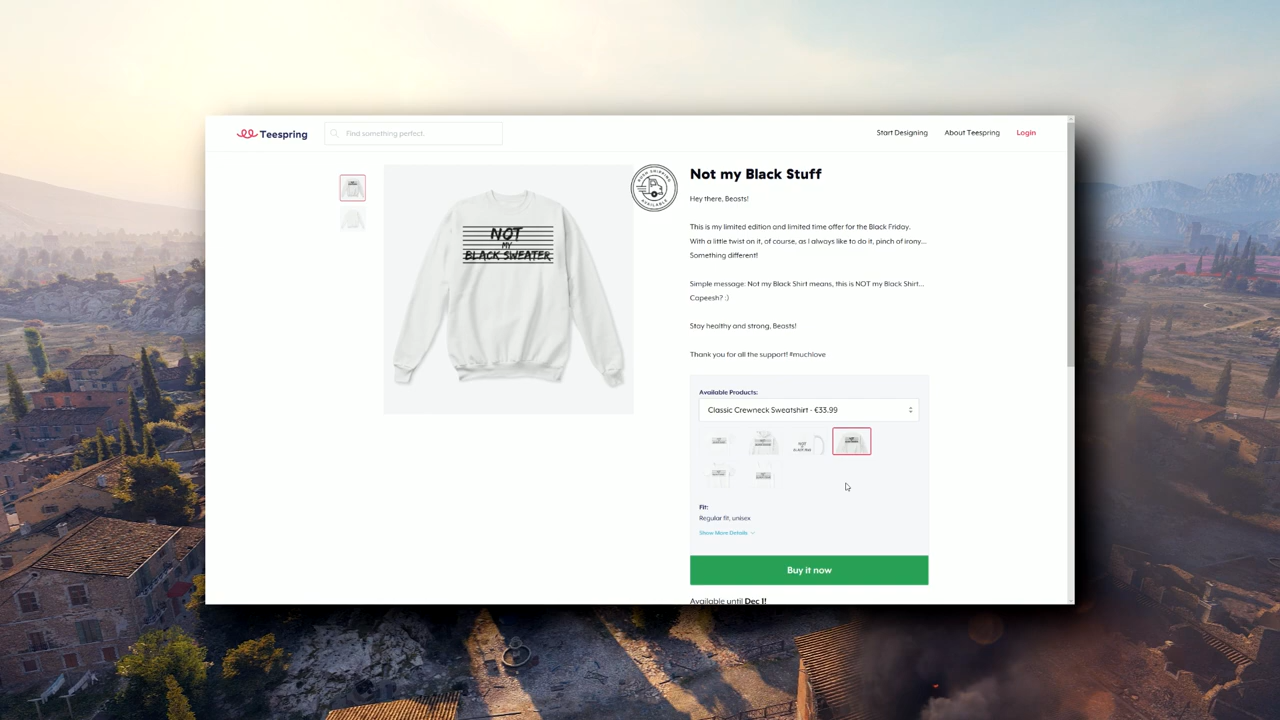 Teespring
Find something perfect.
Start Designing
About Teespring
Login
NOT
MY
BLACK SWEATER
AVAILABLE
Not my Black Stuff
Hey there, Beasts!
This is my limited edition and limited time offer for the Black Friday.
With a little twist on it, of course, as I always like to do it, pinch of irony...
Something different!
Simple message: Not my Black Shirt means, this is NOT my Black Shirt...
Capeesh? :)
Stay healthy and strong, Beasts!
Thank you for all the support! #muchlove
Available Products:
Classic Crewneck Sweatshirt - €33.99
Fit:
Regular fit, unisex
Show More Details
Buy it now
Available until Dec 1!